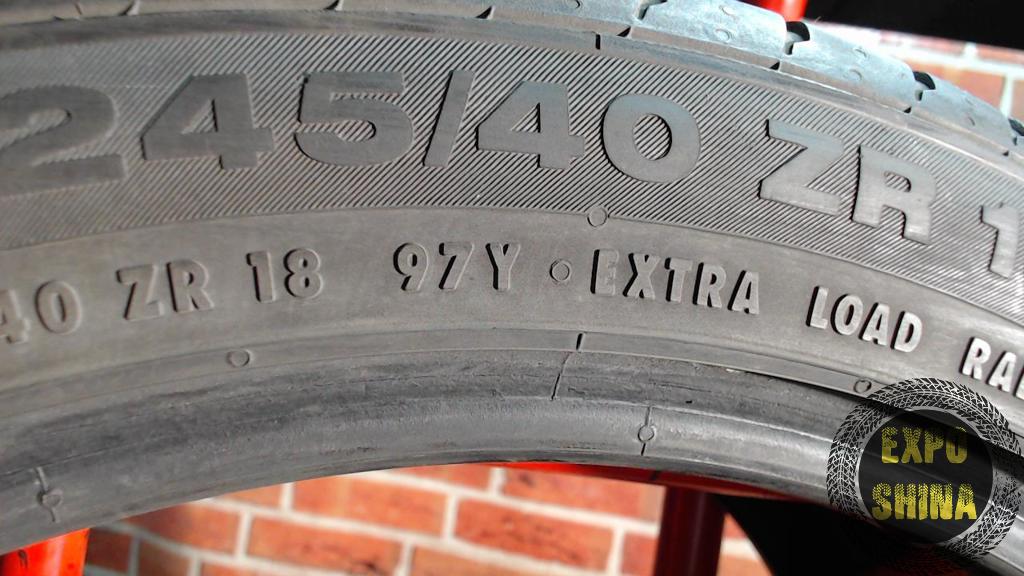 245/40 ZR 1
40 ZR 18 97Y EXTRA LOAD
EXPO
SHINA